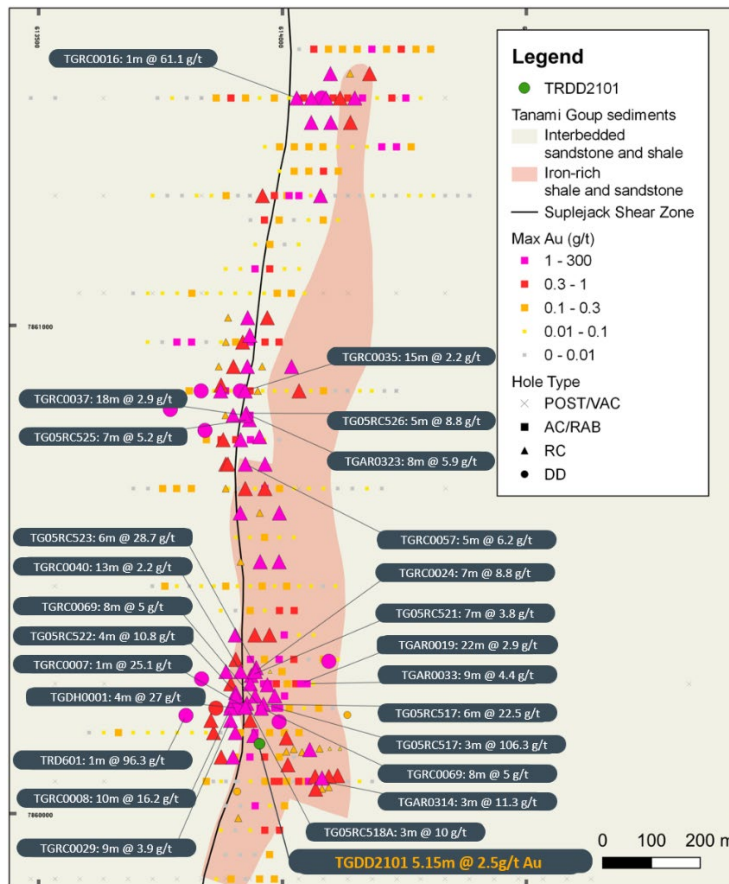 613500
614000
TGRC0016: 1m @ 61.1 g/t
Legend
TRDD2101
Tanami Goup sediments
Interbedded
sandstone and shale
Iron-rich
shale and sandstone
Suplejack Shear Zone
Max Au (g/t)
1 - 300
0.3 - 1
0.1 - 0.3
0.01 - 0.1
0 - 0.01
Hole Type
POST/VAC
AC/RAB
RC
DD
7861000
TGRC0035: 15m @ 2.2 g/t
TGRC0037: 18m @ 2.9 g/t
TG05RC526: 5m @ 8.8 g/t
TG05RC525: 7m @ 5.2 g/t
TGAR0323: 8m @ 5.9 g/t
TG05RC523: 6m @ 28.7 g/t
TGRC0057: 5m @ 6.2 g/t
TGRC0040: 13m @ 2.2 g/t
TGRC0024: 7m @ 8.8 g/t
TGRC0069: 8m @ 5 g/t
TG05RC521: 7m @ 3.8 g/t
TG05RC522: 4m @ 10.8 g/t
TGAR0019: 22m @ 2.9 g/t
TGRC0007: 1m @ 25.1 g/t
TGAR0033: 9m @ 4.4 g/t
TGDH0001: 4m @ 27 g/t
TG05RC517: 6m @ 22.5 g/t
TG05RC517: 3m @ 106.3 g/t
TRD601: 1m @ 96.3 g/t
TGRC0069: 8m @ 5 g/t
TGRC0008: 10m @ 16.2 g/t
TGAR0314: 3m @ 11.3 g/t
7860000
TG05RC518A: 3m @ 10 g/t
TGRC0029: 9m @ 3.9 g/t
TGDD2101 5.15m @ 2.5g/t Au
0 100 200 m